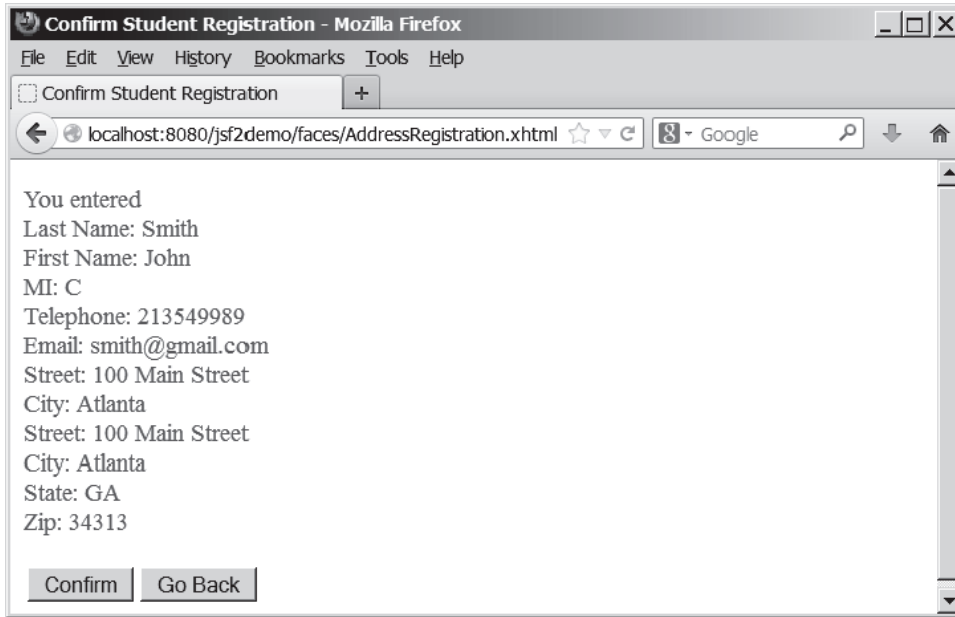 Confirm Student Registration - Mozilla Firefox
File Edit View History Bookmarks Tools Help
Confirm Student Registration +
localhost:8080/jsf2demo/faces/AddressRegistration.xhtml 8 Google
You entered
Last Name: Smith
First Name: John
MI: C
Telephone: 213549989
Email: smith@gmail.com
Street: 100 Main Street
City: Atlanta
Street: 100 Main Street
City: Atlanta
State: GA
Zip: 34313
Confirm Go Back